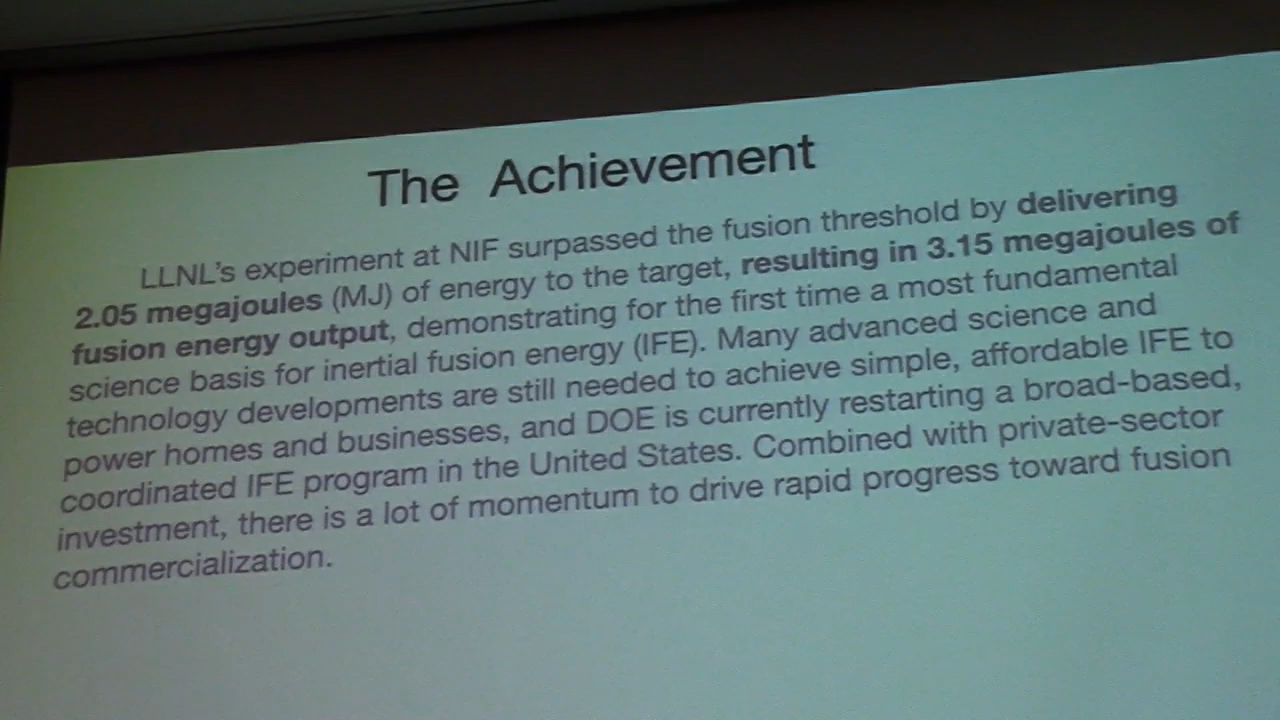 The Achievement
LLNL's experiment at NIF surpassed the fusion threshold by delivering
2.05 megajoules (MJ) of energy to the target, resulting in 3.15 megajoules of
fusion energy output, demonstrating for the first time a most fundamental
science basis for inertial fusion energy (IFE). Many advanced science and
technology developments are still needed to achieve simple, affordable IFE to
power homes and businesses, and DOE is currently restarting a broad-based,
coordinated IFE program in the United States. Combined with private-sector
investment, there is a lot of momentum to drive rapid progress toward fusion
commercialization.